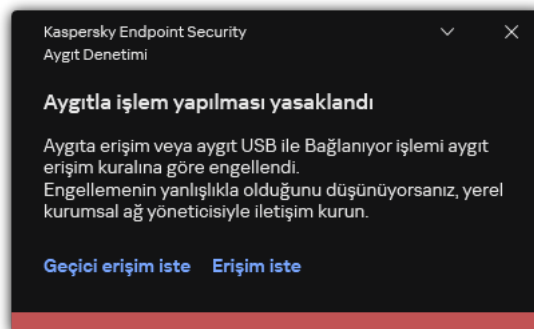 Kaspersky Endpoint Security
Aygıt Denetimi
Aygıtla işlem yapılması yasaklandı
Aygıta erişim veya aygıt USB ile Bağlanıyor işlemi aygıt
erişim kuralına göre engellendi.
Engellemenin yanlışlıkla olduğunu düşünüyorsanız, yerel
kurumsal ağ yöneticisiyle iletişim kurun.
Geçici erişim iste Erişim iste